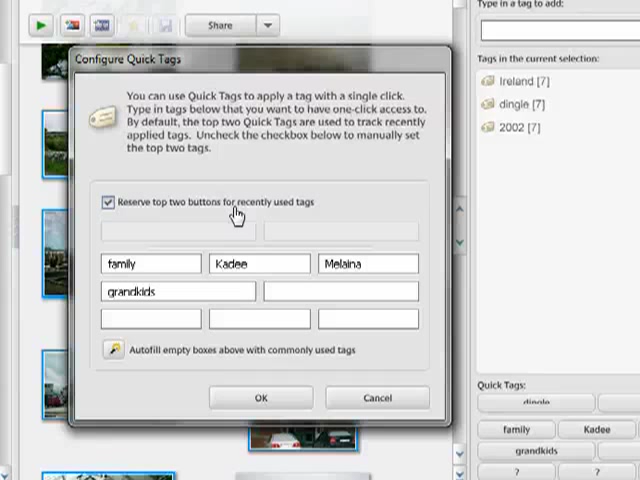 Type in a tag to add:
Share
Configure Quick Tags
Tags in the current selection:
Ireland [7]
dingle [7]
2002 [7]
You can use Quick Tags to apply a tag with a single click.
Type in tags below that you want to have one-click access to.
By default, the top two Quick Tags are used to track recently
applied tags. Uncheck the checkbox below to manually set
the top two tags.
Reserve top two buttons for recently used tags
family Kadee Melaina
grandkids
Autofill empty boxes above with commonly used tags
OK Cancel
Quick Tags:
dingle
family Kadee
grandkids
? ?